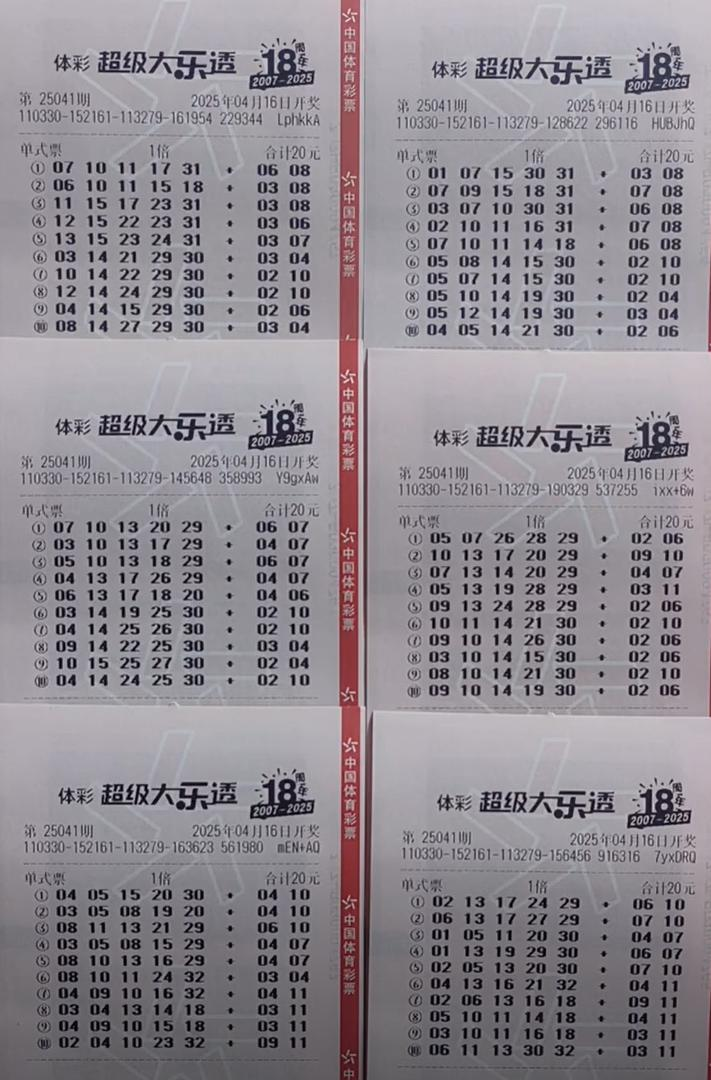 体彩 超级大乐透 18周年
2007-2025
第 25041期 2025年04月16日开奖
110330-152161-113279-161954 229344 LphkkA
单式票 1倍 合计20元
① 07 10 11 17 31 + 06 08
② 06 10 11 15 18 + 03 08
③ 11 15 17 23 31 + 03 08
④ 12 15 22 23 31 + 03 06
⑤ 13 15 23 24 31 + 03 07
⑥ 03 14 21 29 30 + 03 04
⑦ 10 14 22 29 30 + 02 10
⑧ 12 14 24 29 30 + 02 10
⑨ 04 14 15 29 30 + 02 06
⑩ 08 14 27 29 30 + 03 04
中国体育彩票
中国体育彩票
体彩 超级大乐透 18周年
2007-2025
第 25041期 2025年04月16日开奖
110330-152161-113279-128622 296116 HUBJhQ
单式票 1倍 合计20元
① 01 07 15 30 31 + 03 08
② 07 09 15 18 31 + 07 08
③ 03 07 10 30 31 + 06 08
④ 02 10 11 16 31 + 07 08
⑤ 07 10 11 14 18 + 06 08
⑥ 05 08 14 15 30 + 02 10
⑦ 05 07 14 15 30 + 02 10
⑧ 05 10 14 19 30 + 02 04
⑨ 05 12 14 19 30 + 03 04
⑩ 04 05 14 21 30 + 02 06
体彩 超级大乐透 18周年
2007-2025
第 25041期 2025年04月16日开奖
110330-152161-113279-145648 358993 Y9gxAw
单式票 1倍 合计20元
① 07 10 13 20 29 + 06 07
② 03 10 13 17 29 + 04 07
③ 05 10 13 18 29 + 06 07
④ 04 13 17 26 29 + 04 07
⑤ 06 13 17 18 20 + 04 06
⑥ 03 14 19 25 30 + 02 10
⑦ 04 14 25 26 30 + 02 10
⑧ 09 14 22 25 30 + 03 04
⑨ 10 15 25 27 30 + 02 04
⑩ 04 14 24 25 30 + 02 10
中国体育彩票
中国体育彩票
体彩 超级大乐透 18周年
2007-2025
第 25041期 2025年04月16日开奖
110330-152161-113279-190329 537255 ixx+6w
单式票 1倍 合计20元
① 05 07 26 28 29 + 02 06
② 10 13 17 20 29 + 09 10
③ 07 13 14 20 29 + 04 07
④ 05 13 19 28 29 + 03 11
⑤ 09 13 24 28 29 + 02 06
⑥ 10 11 14 21 30 + 02 10
⑦ 09 10 14 26 30 + 02 06
⑧ 03 10 14 15 30 + 02 06
⑨ 08 10 14 21 30 + 02 10
⑩ 09 10 14 19 30 + 02 06
体彩 超级大乐透 18周年
2007-2025
第 25041期 2025年04月16日开奖
110330-152161-113279-163623 561980 mEN+AQ
单式票 1倍 合计20元
① 04 05 15 20 30 + 04 10
② 03 05 08 19 20 + 04 10
③ 08 11 13 21 29 + 06 10
④ 03 05 08 15 29 + 04 07
⑤ 08 10 13 16 29 + 04 07
⑥ 08 10 11 24 32 + 03 04
⑦ 04 09 10 16 32 + 04 11
⑧ 03 04 13 14 18 + 03 11
⑨ 04 09 10 15 18 + 03 11
⑩ 02 04 10 23 32 + 09 11
中国体育彩票
中国体育彩票
中
体彩 超级大乐透 18周年
2007-2025
第 25041期 2025年04月16日开奖
110330-152161-113279-156456 916316 7yxDRQ
单式票 1倍 合计20元
① 02 13 17 24 29 + 06 10
② 06 13 17 27 29 + 07 10
③ 01 05 11 20 30 + 04 07
④ 01 13 19 29 30 + 06 07
⑤ 02 05 13 20 30 + 07 10
⑥ 04 13 16 21 32 + 04 11
⑦ 02 06 13 16 18 + 09 11
⑧ 05 10 11 14 18 + 04 11
⑨ 03 10 11 16 18 + 03 11
⑩ 06 11 13 30 32 + 03 11